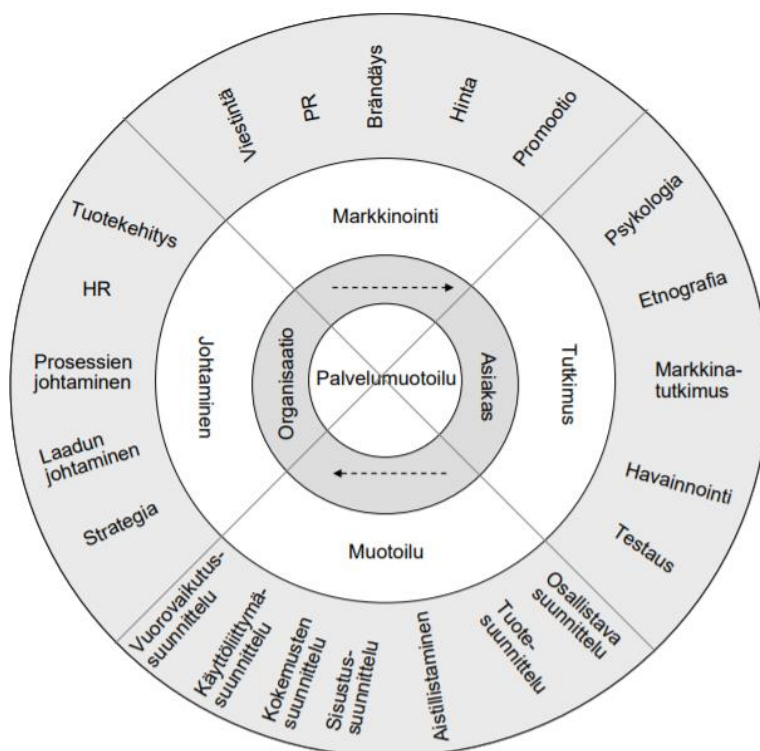 Viestintä
PR
Brändäys
Hinta
Promootio
Psykologia
Etnografia
Markkina-
tutkimus
Havainnointi
Testaus
Osallistava
suunnittelu
Tuote-
suunnittelu
Aistillistaminen
Sisustus-
suunnittelu
Kokemusten
suunnittelu
Käyttöliittymä-
suunnittelu
Vuorovaikutus-
suunnittelu
Strategia
Laadun
johtaminen
Prosessien
johtaminen
HR
Tuotekehitys
Markkinointi
Tutkimus
Muotoilu
Johtaminen
Organisaatio
Asiakas
Palvelumuotoilu